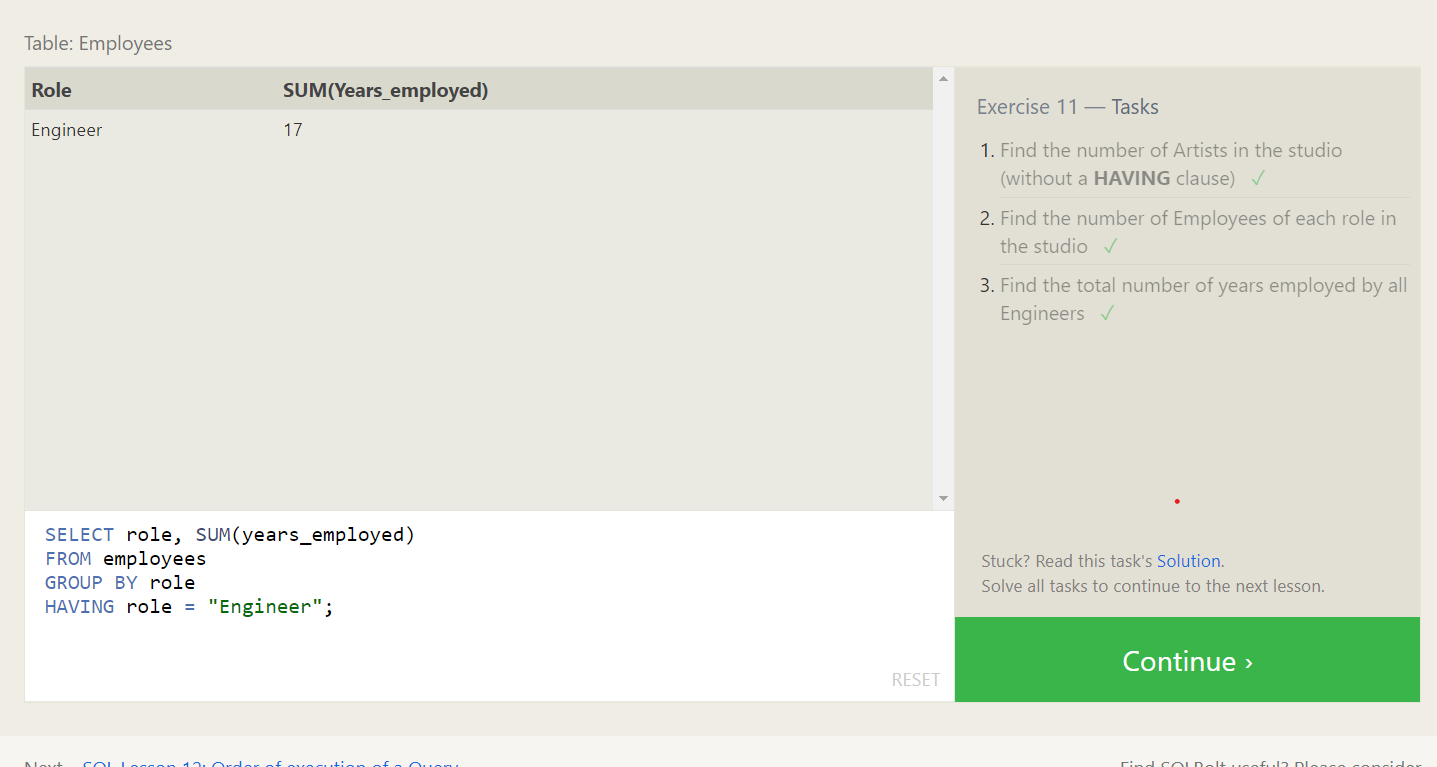 Table: Employees
Role SUM(Years_employed)
Engineer 17
SELECT role, SUM(years_employed)
FROM employees
GROUP BY role
HAVING role = "Engineer";
RESET
Exercise 11 — Tasks
1. Find the number of Artists in the studio
(without a HAVING clause) ✓
2. Find the number of Employees of each role in
the studio ✓
3. Find the total number of years employed by all
Engineers ✓
Stuck? Read this task's Solution.
Solve all tasks to continue to the next lesson.
Continue ›
Next – SQL Lesson 12: Order of execution of a Query
Find SQLBolt useful? Please consider